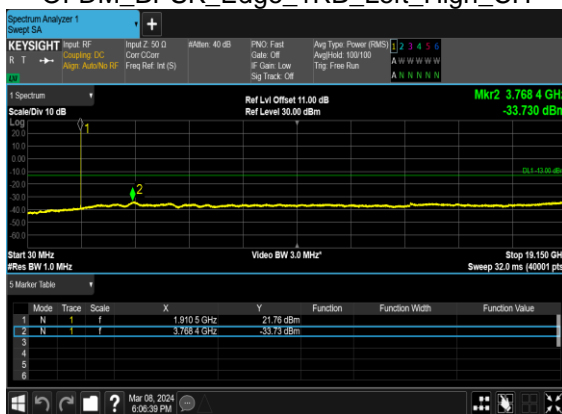 Spectrum Analyzer 1
Swept SA
+
KEYSIGHT Input: RF Input Z: 50 Ω #Atten: 40 dB PNO: Fast Avg Type: Power (RMS) 1 2 3 4 5 6
R T Coupling: DC Corr CCorr Gate: Off Avg|Hold: 100/100 A W W W W W
Align: Auto/No RF Freq Ref: Int (S) IF Gain: Low Trig: Free Run
Sig Track: Off A N N N N N
1 Spectrum Ref Lvl Offset 11.00 dB Mkr2 3.768 4 GHz
Scale/Div 10 dB Ref Level 30.00 dBm -33.730 dBm
Log
20.0
10.0
0.00
-10.0
-20.0
-30.0
-40.0
-50.0
-60.0
1
2
DL1 -13.00 dBm
Start 30 MHz Video BW 3.0 MHz* Stop 19.150 GHz
#Res BW 1.0 MHz Sweep 32.0 ms (40001 pts)
5 Marker Table
Mode Trace Scale X Y Function Function Width Function Value
1 N 1 f 1.910 5 GHz 21.76 dBm
2 N 1 f 3.768 4 GHz -33.73 dBm
3
4
5
6
? Mar 08, 2024
6:06:39 PM